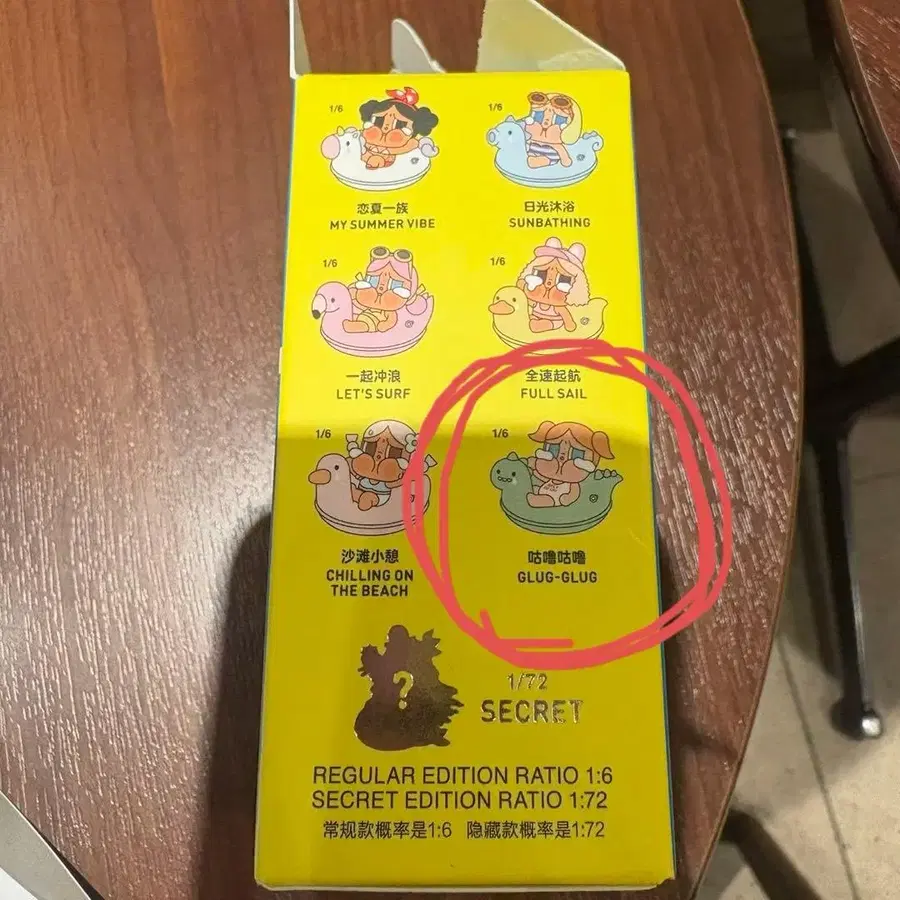 1/6
恋夏一族
MY SUMMER VIBE
1/6
日光沐浴
SUNBATHING
1/6
一起冲浪
LET'S SURF
1/6
全速起航
FULL SAIL
1/6
沙滩小憩
CHILLING ON
THE BEACH
1/6
咕噜咕噜
GLUG-GLUG
?
1/72
SECRET
REGULAR EDITION RATIO 1:6
SECRET EDITION RATIO 1:72
常规款概率是1:6 隐藏款概率是1:72